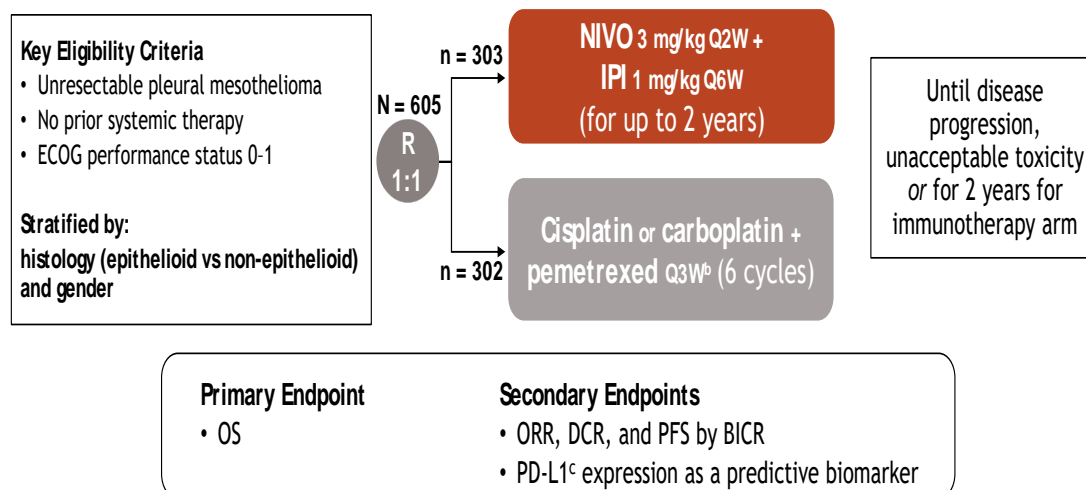 Key Eligibility Criteria
• Unresectable pleural mesothelioma
• No prior systemic therapy
• ECOG performance status 0-1
Stratified by:
histology (epithelioid vs non-epithelioid)
and gender
N = 605
R
1:1
n = 303
n = 302
NIVO 3 mg/kg Q2W +
IPI 1 mg/kg Q6W
(for up to 2 years)
Cisplatin or carboplatin +
pemetrexed Q3Wᵇ (6 cycles)
Until disease
progression,
unacceptable toxicity
or for 2 years for
immunotherapy arm
Primary Endpoint
• OS
Secondary Endpoints
• ORR, DCR, and PFS by BICR
• PD-L1ᶜ expression as a predictive biomarker